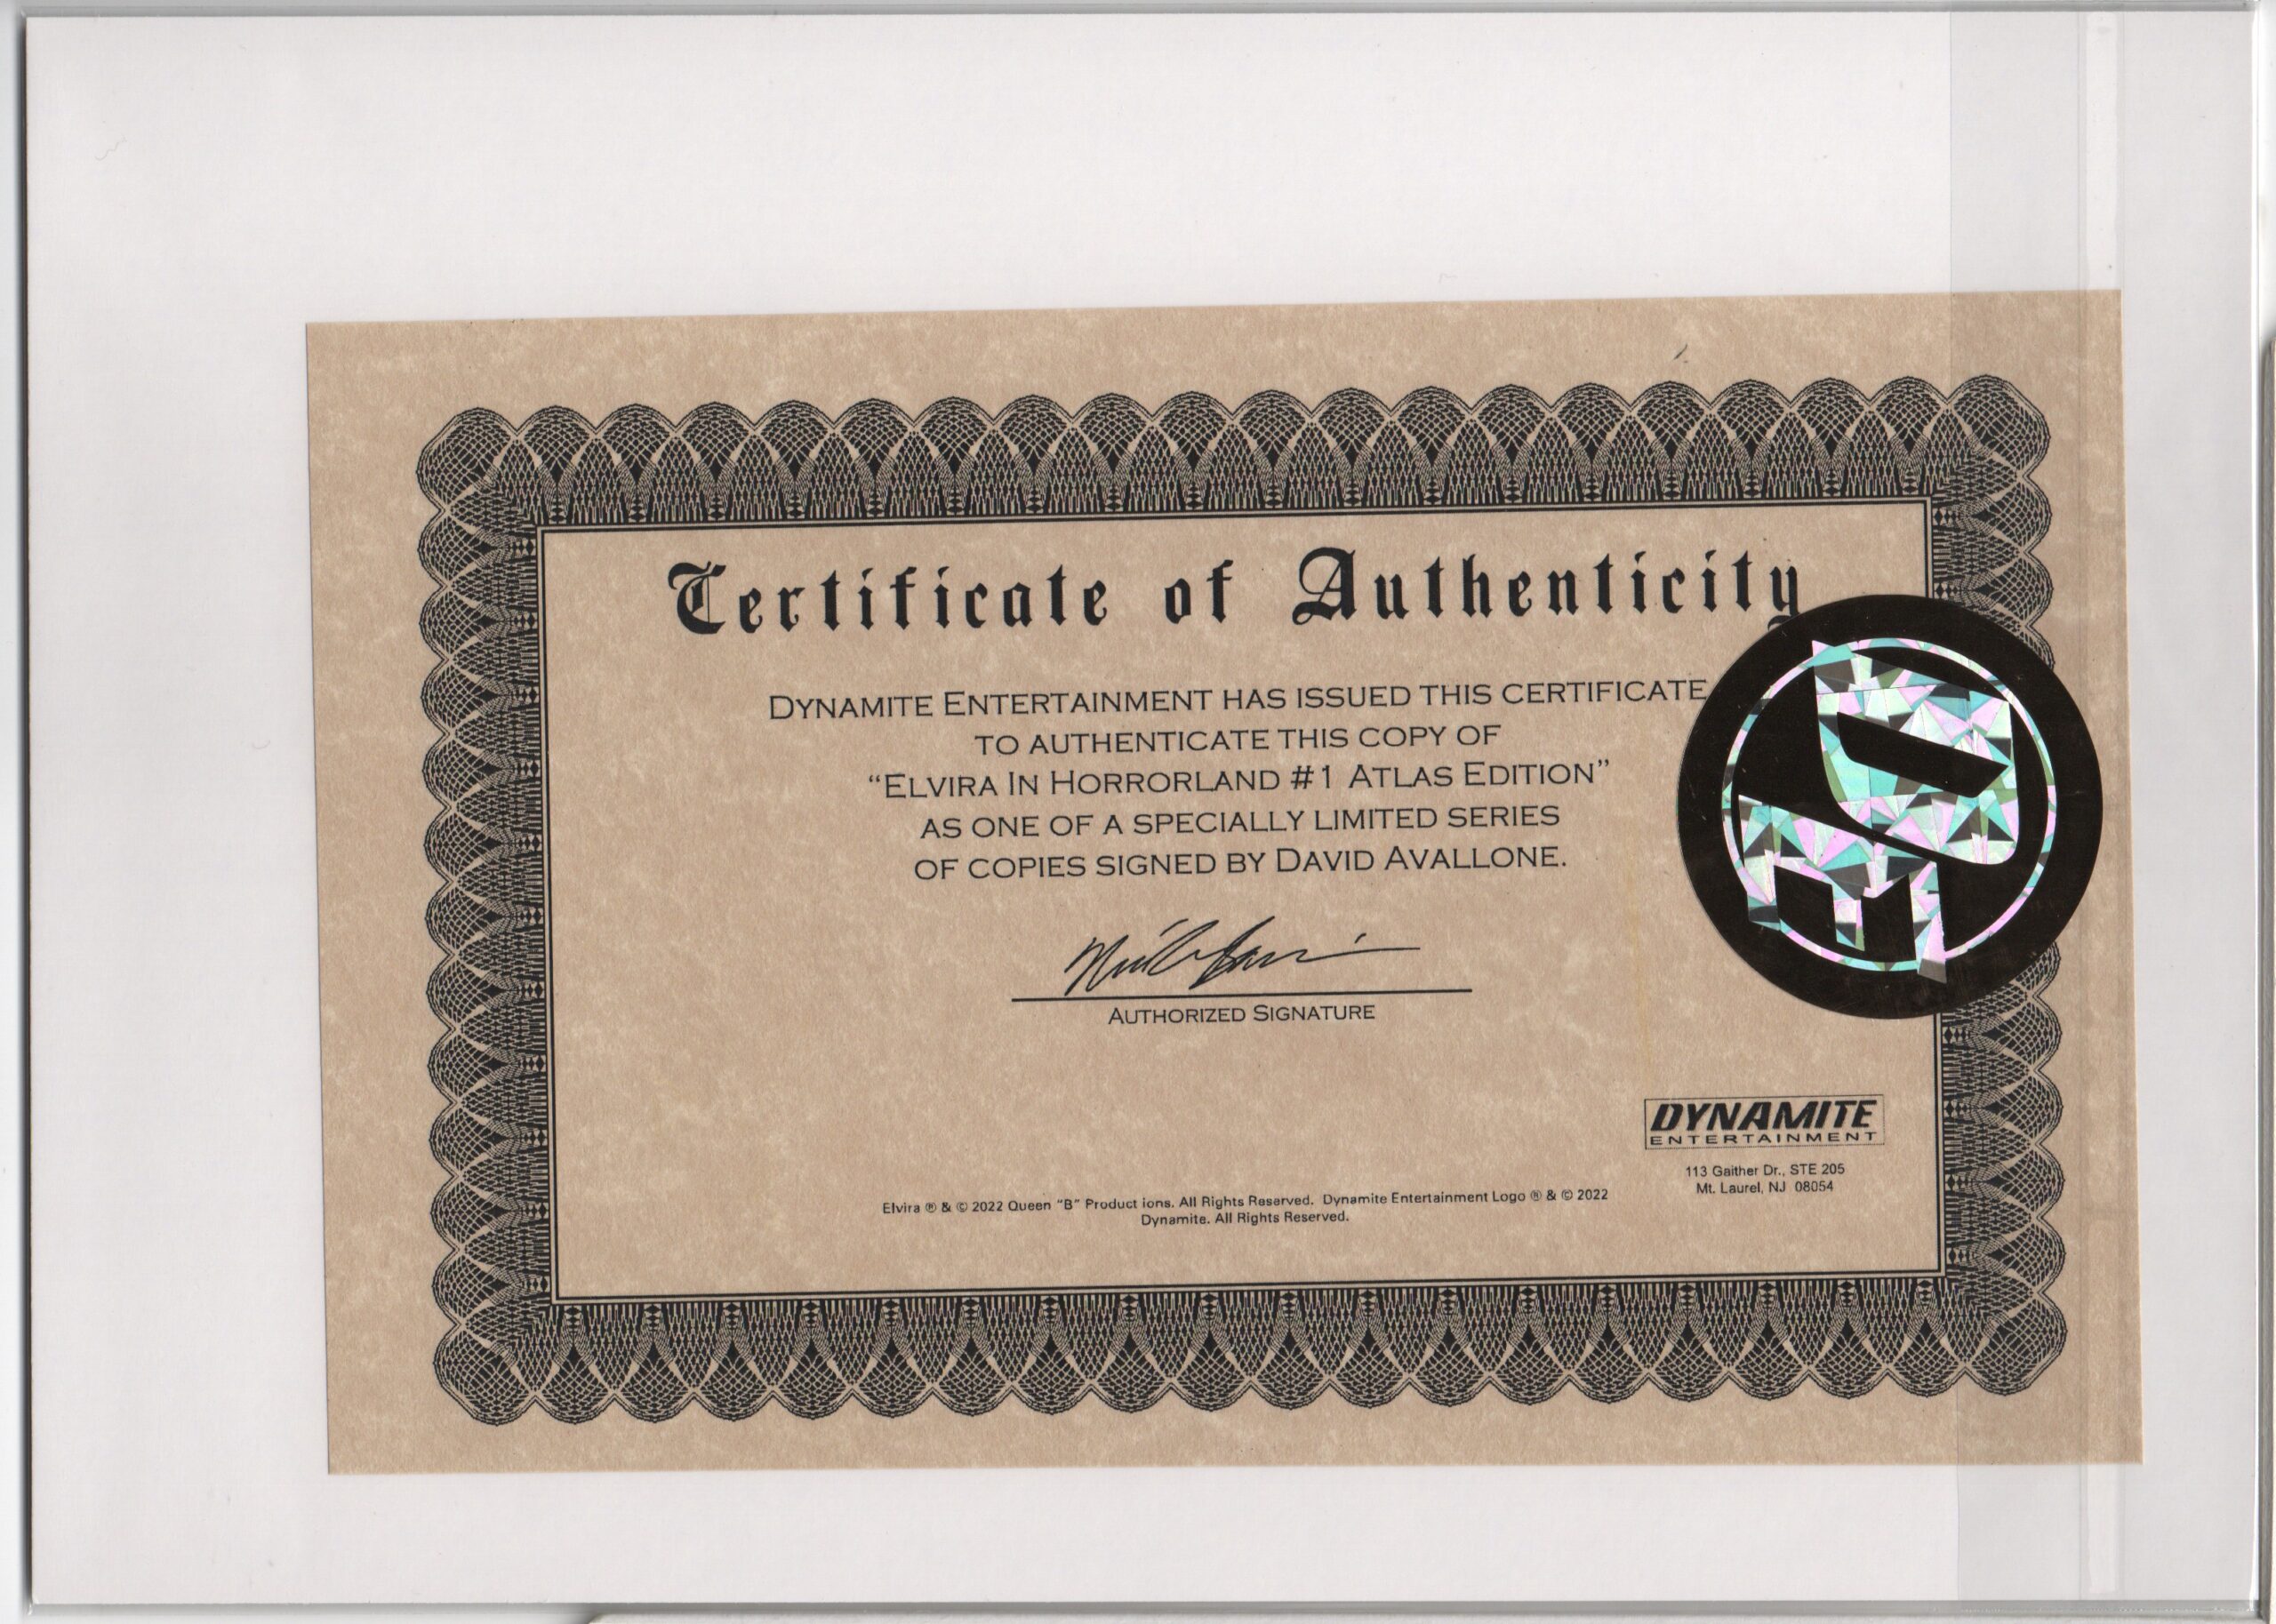 Certificate of Authenticity
DYNAMITE ENTERTAINMENT HAS ISSUED THIS CERTIFICATE
TO AUTHENTICATE THIS COPY OF
“ELVIRA IN HORRORLAND #1 ATLAS EDITION”
AS ONE OF A SPECIALLY LIMITED SERIES
OF COPIES SIGNED BY DAVID AVALLONE.
AUTHORIZED SIGNATURE
DYNAMITE
ENTERTAINMENT
113 Gaither Dr., STE 205
Mt. Laurel, NJ 08054
Elvira ® & © 2022 Queen "B" Product ions. All Rights Reserved. Dynamite Entertainment Logo ® & © 2022
Dynamite. All Rights Reserved.